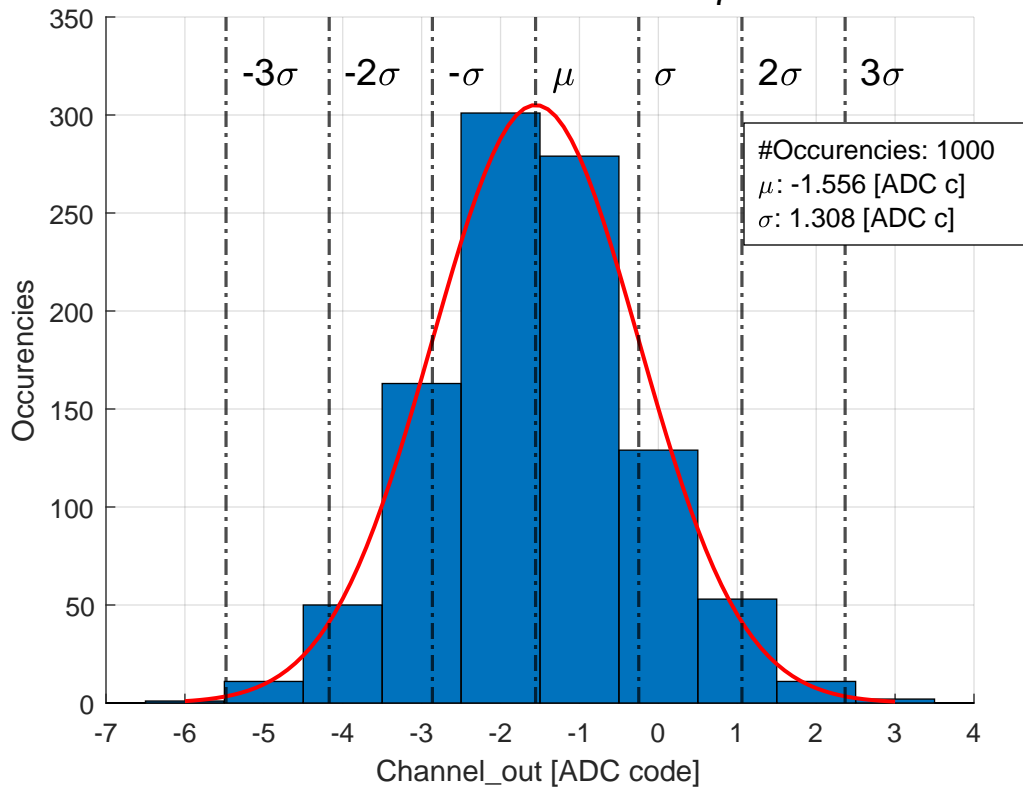 350
300
250
200
150
100
50
0
Occurencies
-3σ -2σ -σ μ σ 2σ 3σ
#Occurencies: 1000
μ: -1.556 [ADC c]
σ: 1.308 [ADC c]
-7 -6 -5 -4 -3 -2 -1 0 1 2 3 4
Channel_out [ADC code]